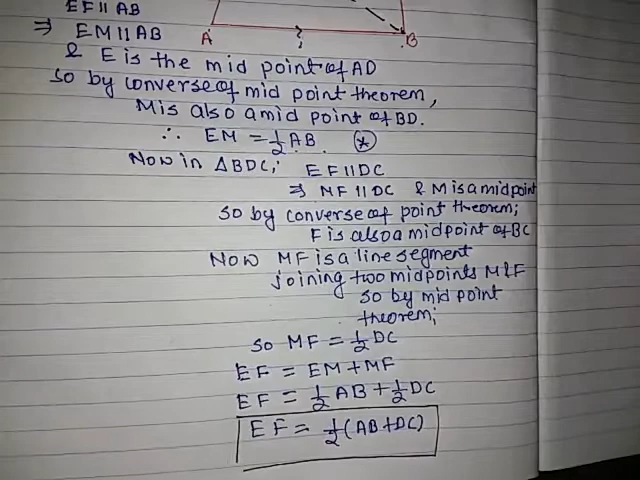 EF || AB
⇒ EM || AB
A B
& E is the mid point of AD
so by converse of mid point theorem,
M is also a mid point of BD.
∴ EM = 1/2 AB. *
Now in △BDC; EF || DC
⇒ MF || DC & M is a midpoint
so by converse of point theorem;
F is also a midpoint of BC
Now MF is a line segment
joining two midpoints M & F
so by mid point
theorem;
so MF = 1/2 DC
EF = EM + MF
EF = 1/2 AB + 1/2 DC
EF = 1/2 (AB + DC)